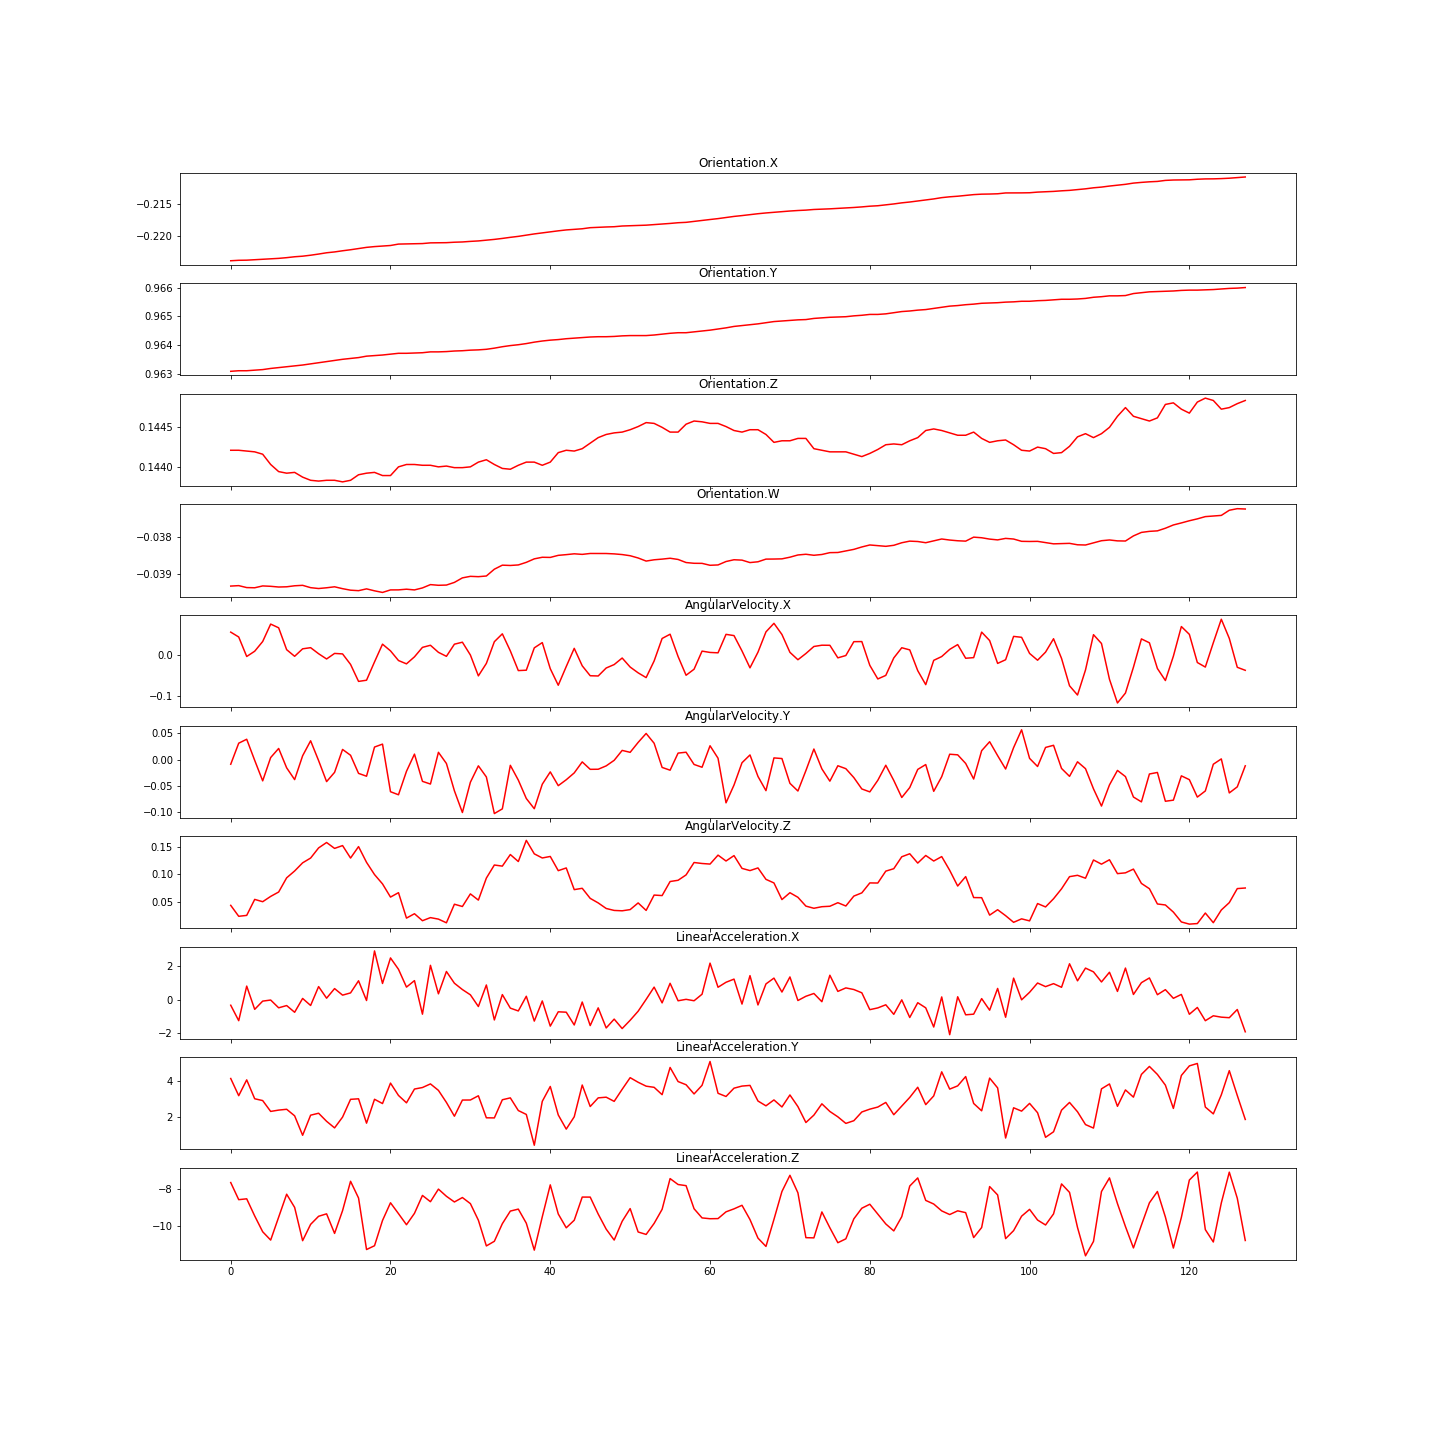 Orientation.X
−0.215
−0.220
Orientation.Y
0.966
0.965
0.964
0.963
Orientation.Z
0.1445
0.1440
Orientation.W
−0.038
−0.039
AngularVelocity.X
0.0
−0.1
AngularVelocity.Y
0.05
0.00
−0.05
−0.10
AngularVelocity.Z
0.15
0.10
0.05
LinearAcceleration.X
2
0
−2
LinearAcceleration.Y
4
2
LinearAcceleration.Z
−8
−10
0 20 40 60 80 100 120